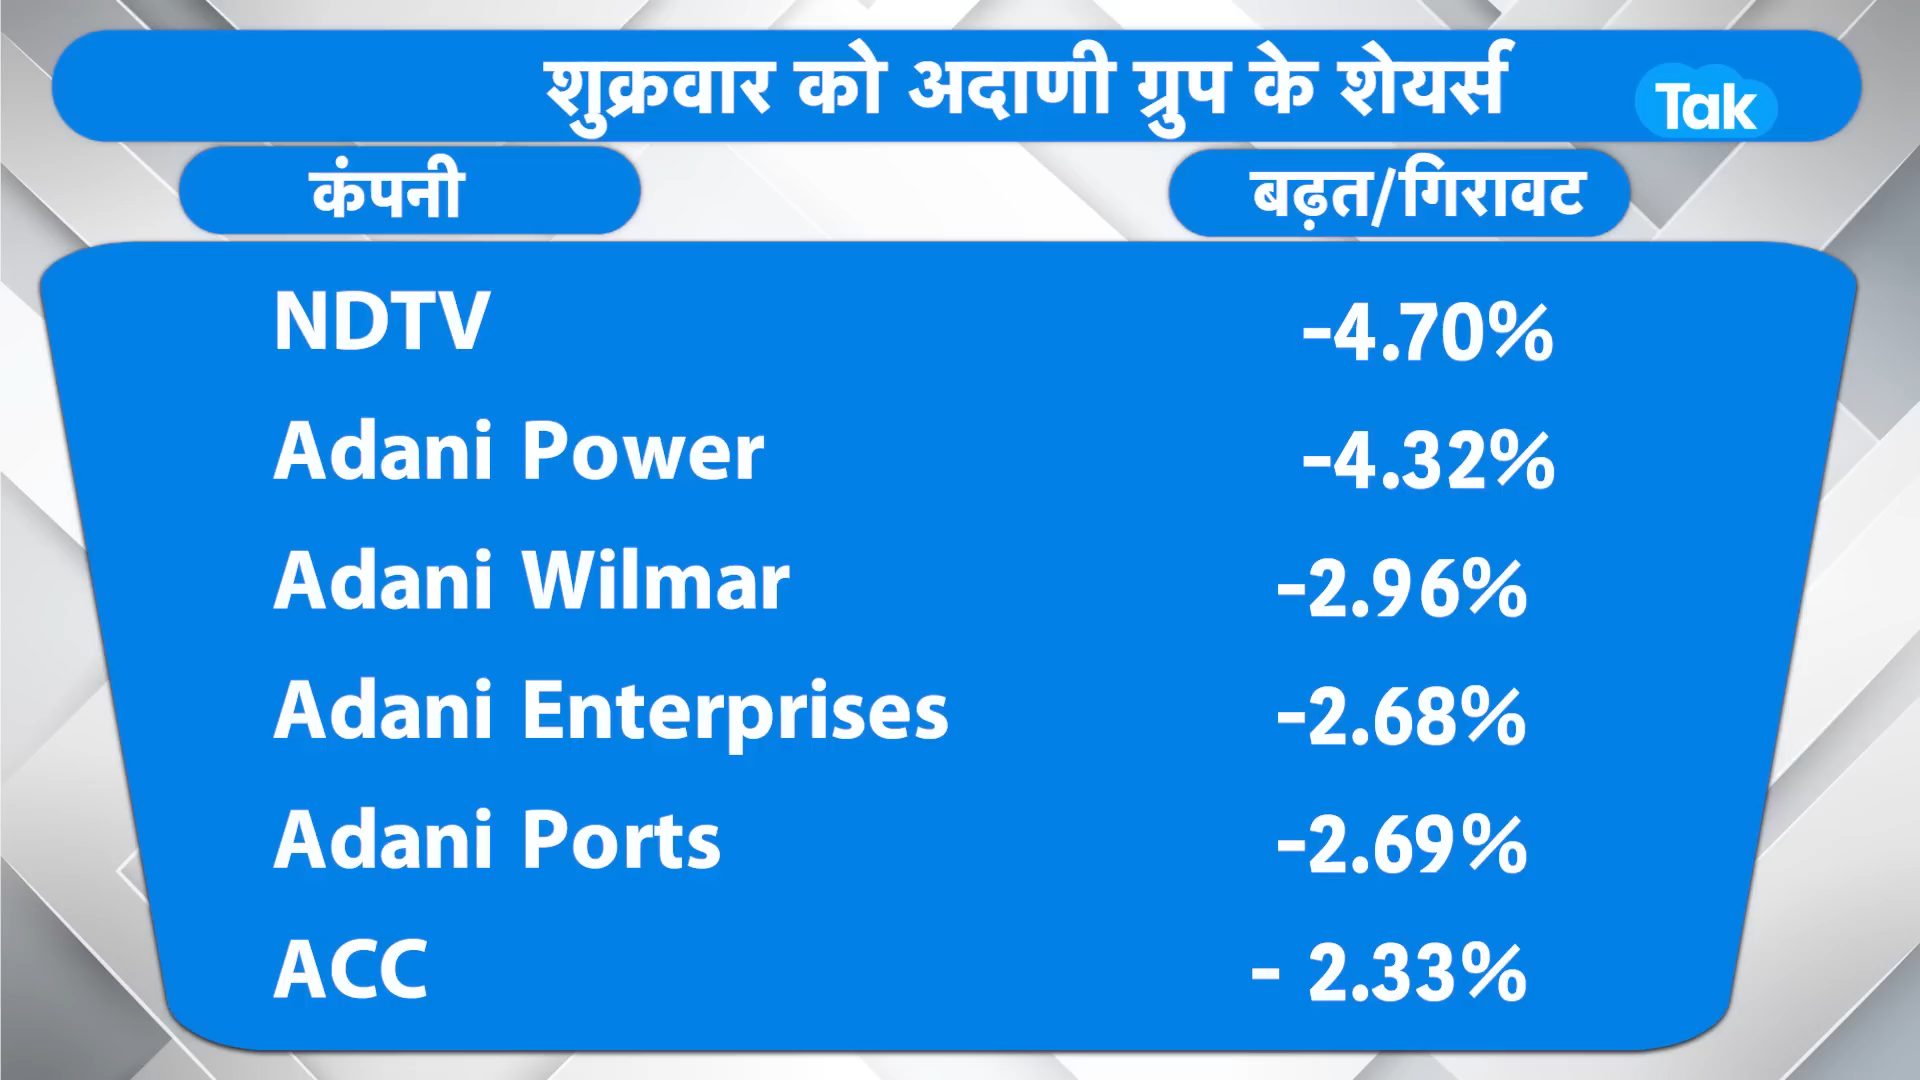 शुक्रवार को अदाणी ग्रुप के शेयर्स
Tak
कंपनी बढ़त/गिरावट
NDTV -4.70%
Adani Power -4.32%
Adani Wilmar -2.96%
Adani Enterprises -2.68%
Adani Ports -2.69%
ACC - 2.33%